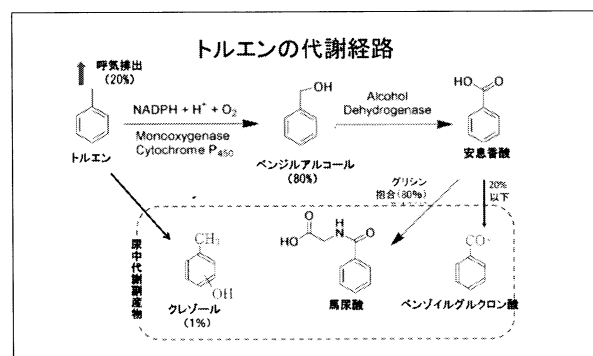 トルエンの代謝経路
呼気排出
(20%)
NADPH + H⁺ + O₂
Monooxygenase
Cytochrome P₄₅₀
トルエン
OH
ベンジルアルコール
(80%)
Alcohol
Dehydrogenase
HO
O
安息香酸
グリシン
抱合(80%)
20%
以下
尿中代謝副産物
CH₃
OH
クレゾール
(1%)
O
HO
H
N
O
馬尿酸
CO
ベンゾイルグルクロン酸